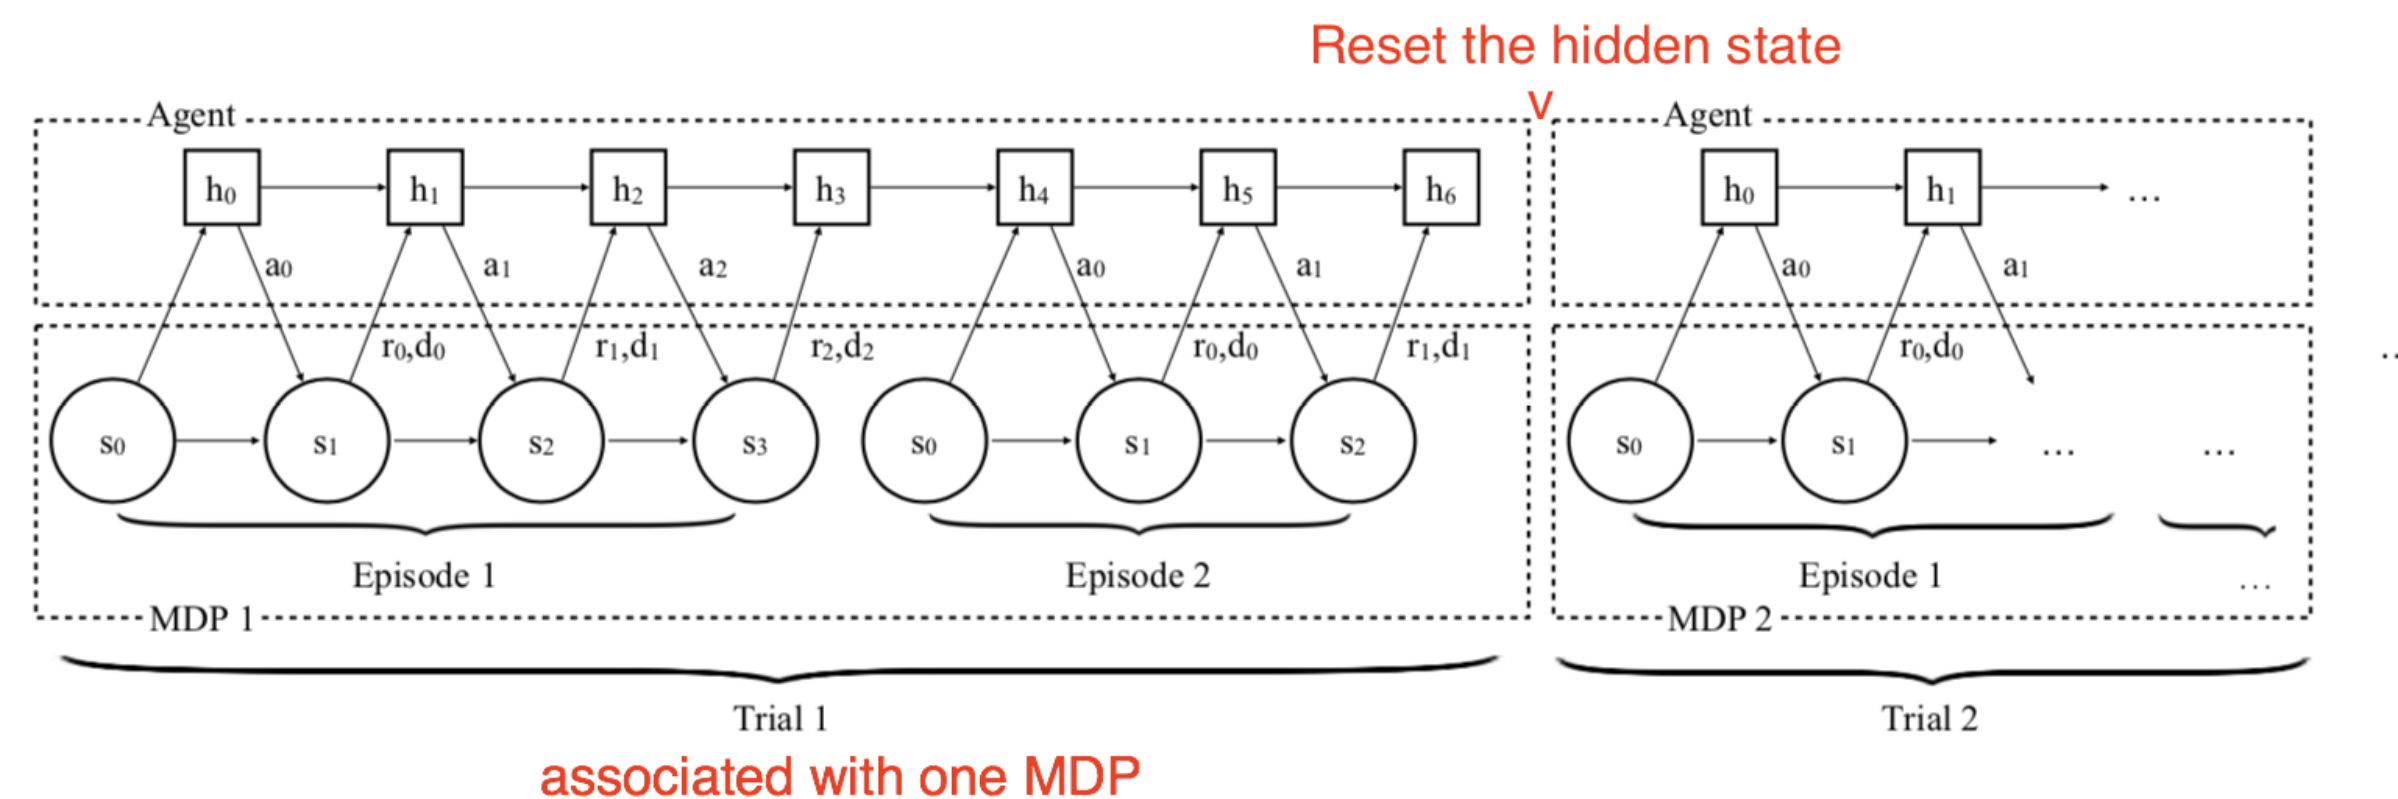 Reset the hidden state
v
Agent Agent
h₀ h₁ h₂ h₃ h₄ h₅ h₆ h₀ h₁ ...
a₀ a₁ a₂ a₀ a₁ a₀ a₁
r₀,d₀ r₁,d₁ r₂,d₂ r₀,d₀ r₁,d₁ r₀,d₀ ..
s₀ s₁ s₂ s₃ s₀ s₁ s₂ s₀ s₁ ... ...
Episode 1 Episode 2 Episode 1 ...
MDP 1 MDP 2
Trial 1 Trial 2
associated with one MDP